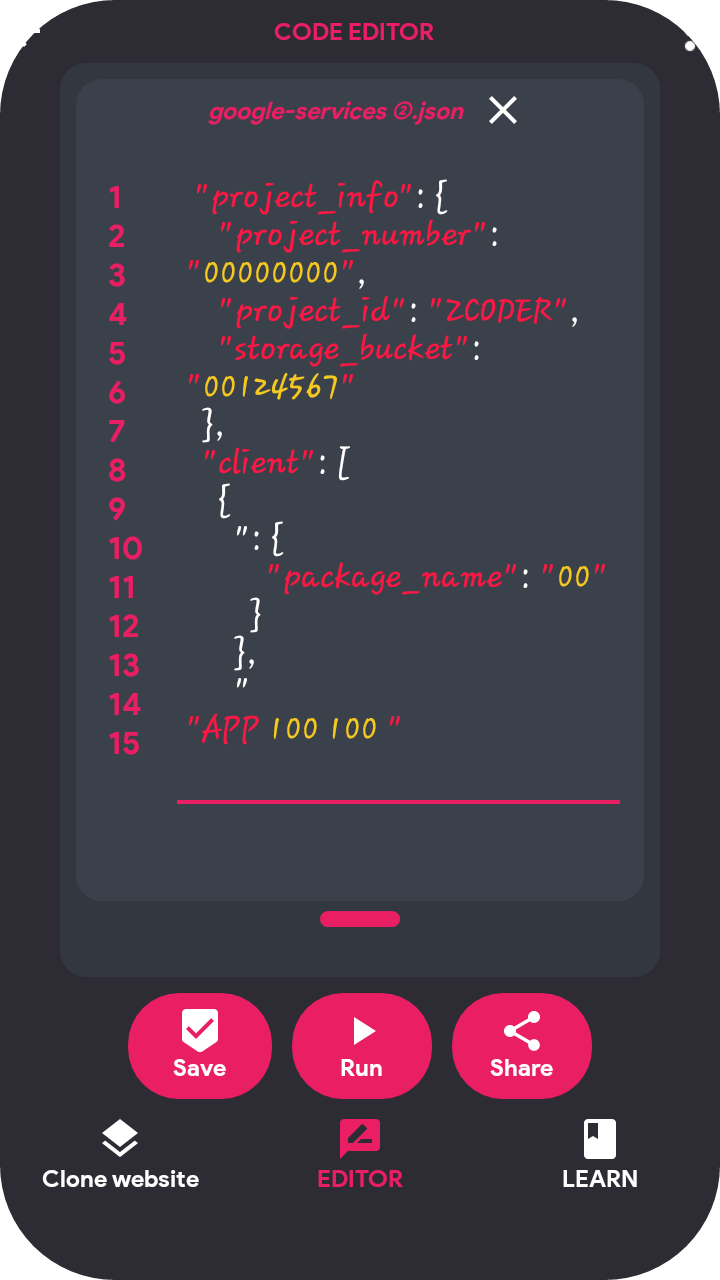 CODE EDITOR
google-services ②.json
1 "project_info": {
2 "project_number":
3 "00000000",
4 "project_id": "ZCODER",
5 "storage_bucket":
6 "00124567"
7 },
8 "client": [
9 {
10 ": {
11 "package_name": "00"
12 }
13 },
14 "
15 "APP 100 100 "
Save Run Share
Clone website EDITOR LEARN